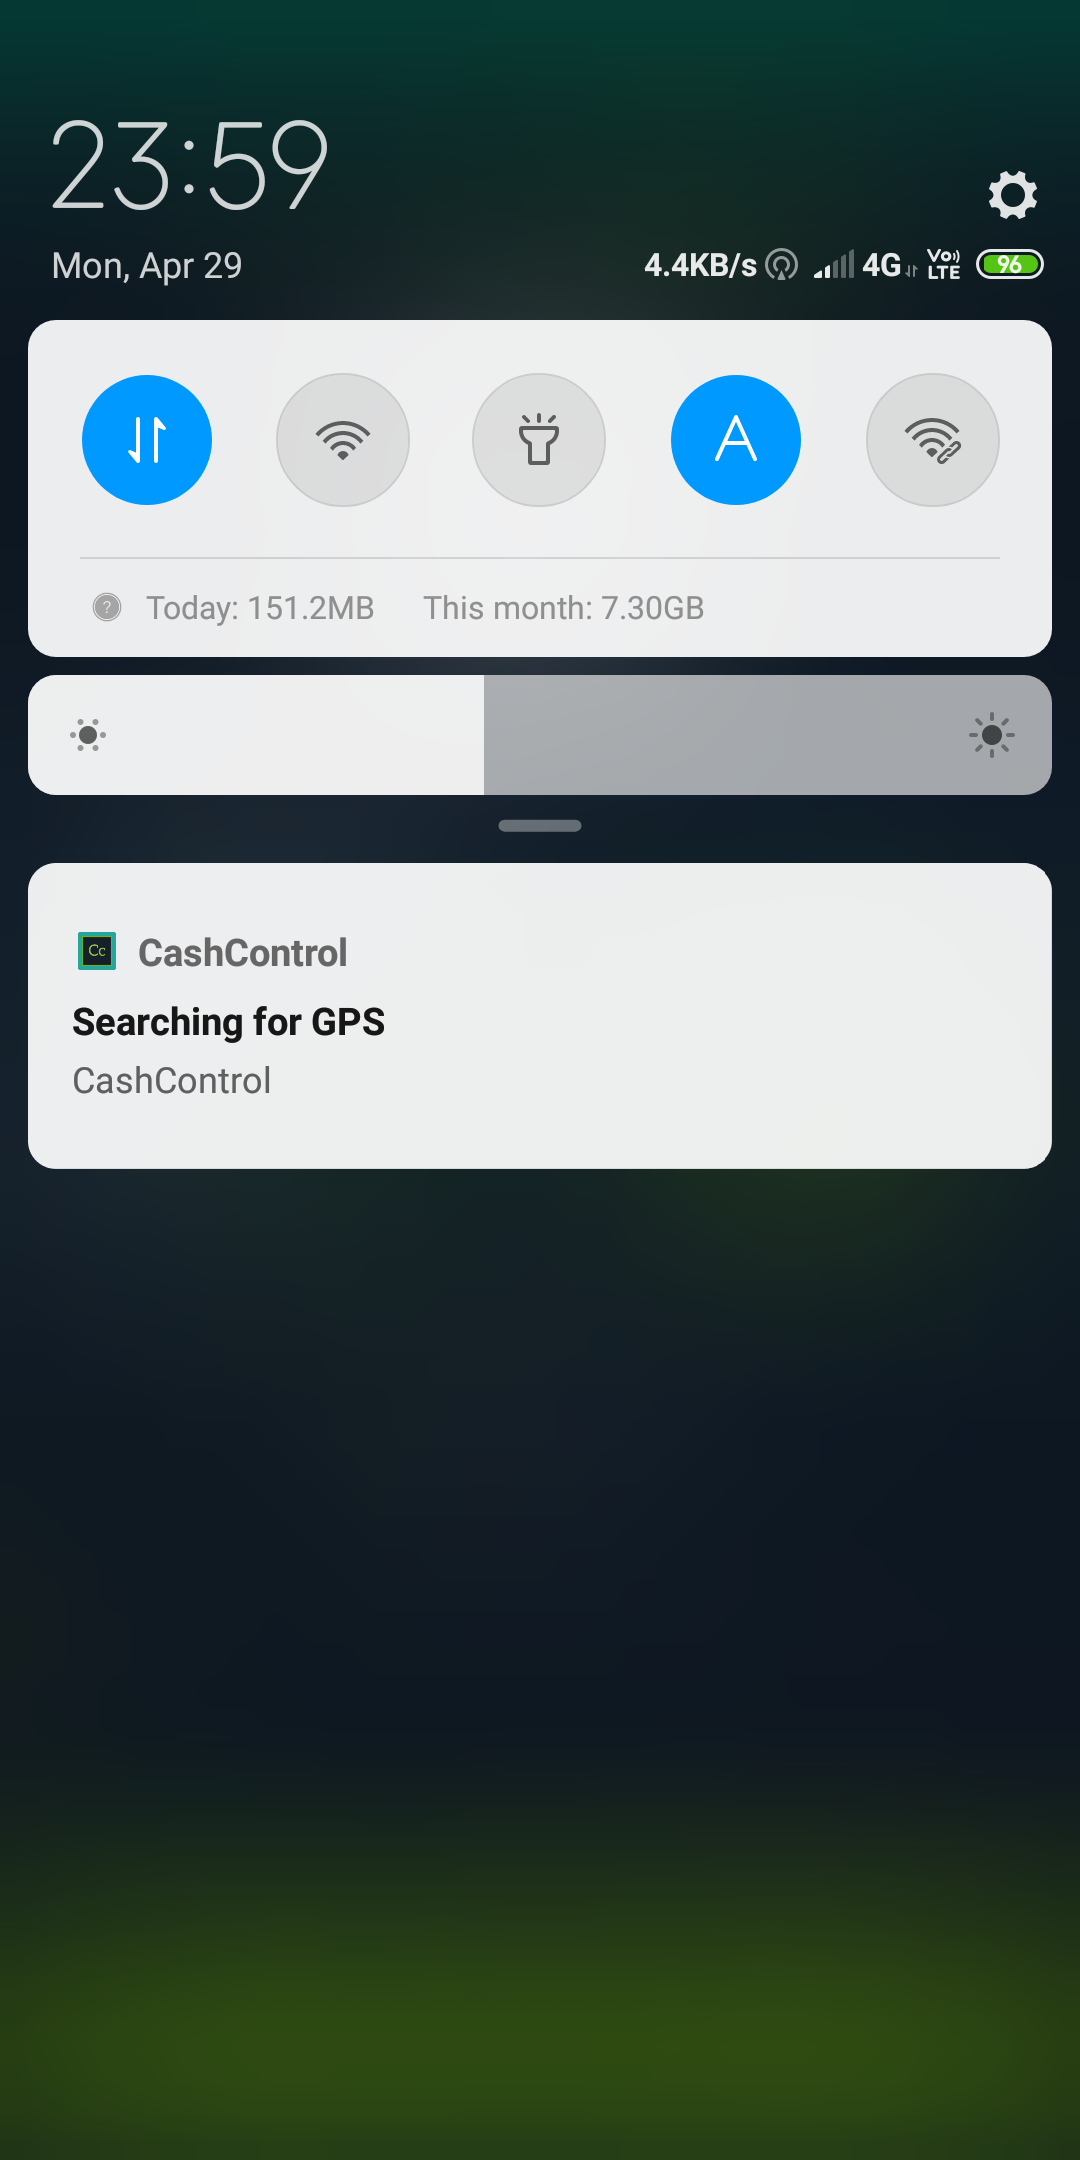 23:59
Mon, Apr 29
4.4KB/s 4G Vo LTE 96
A
? Today: 151.2MB This month: 7.30GB
Cc CashControl
Searching for GPS
CashControl